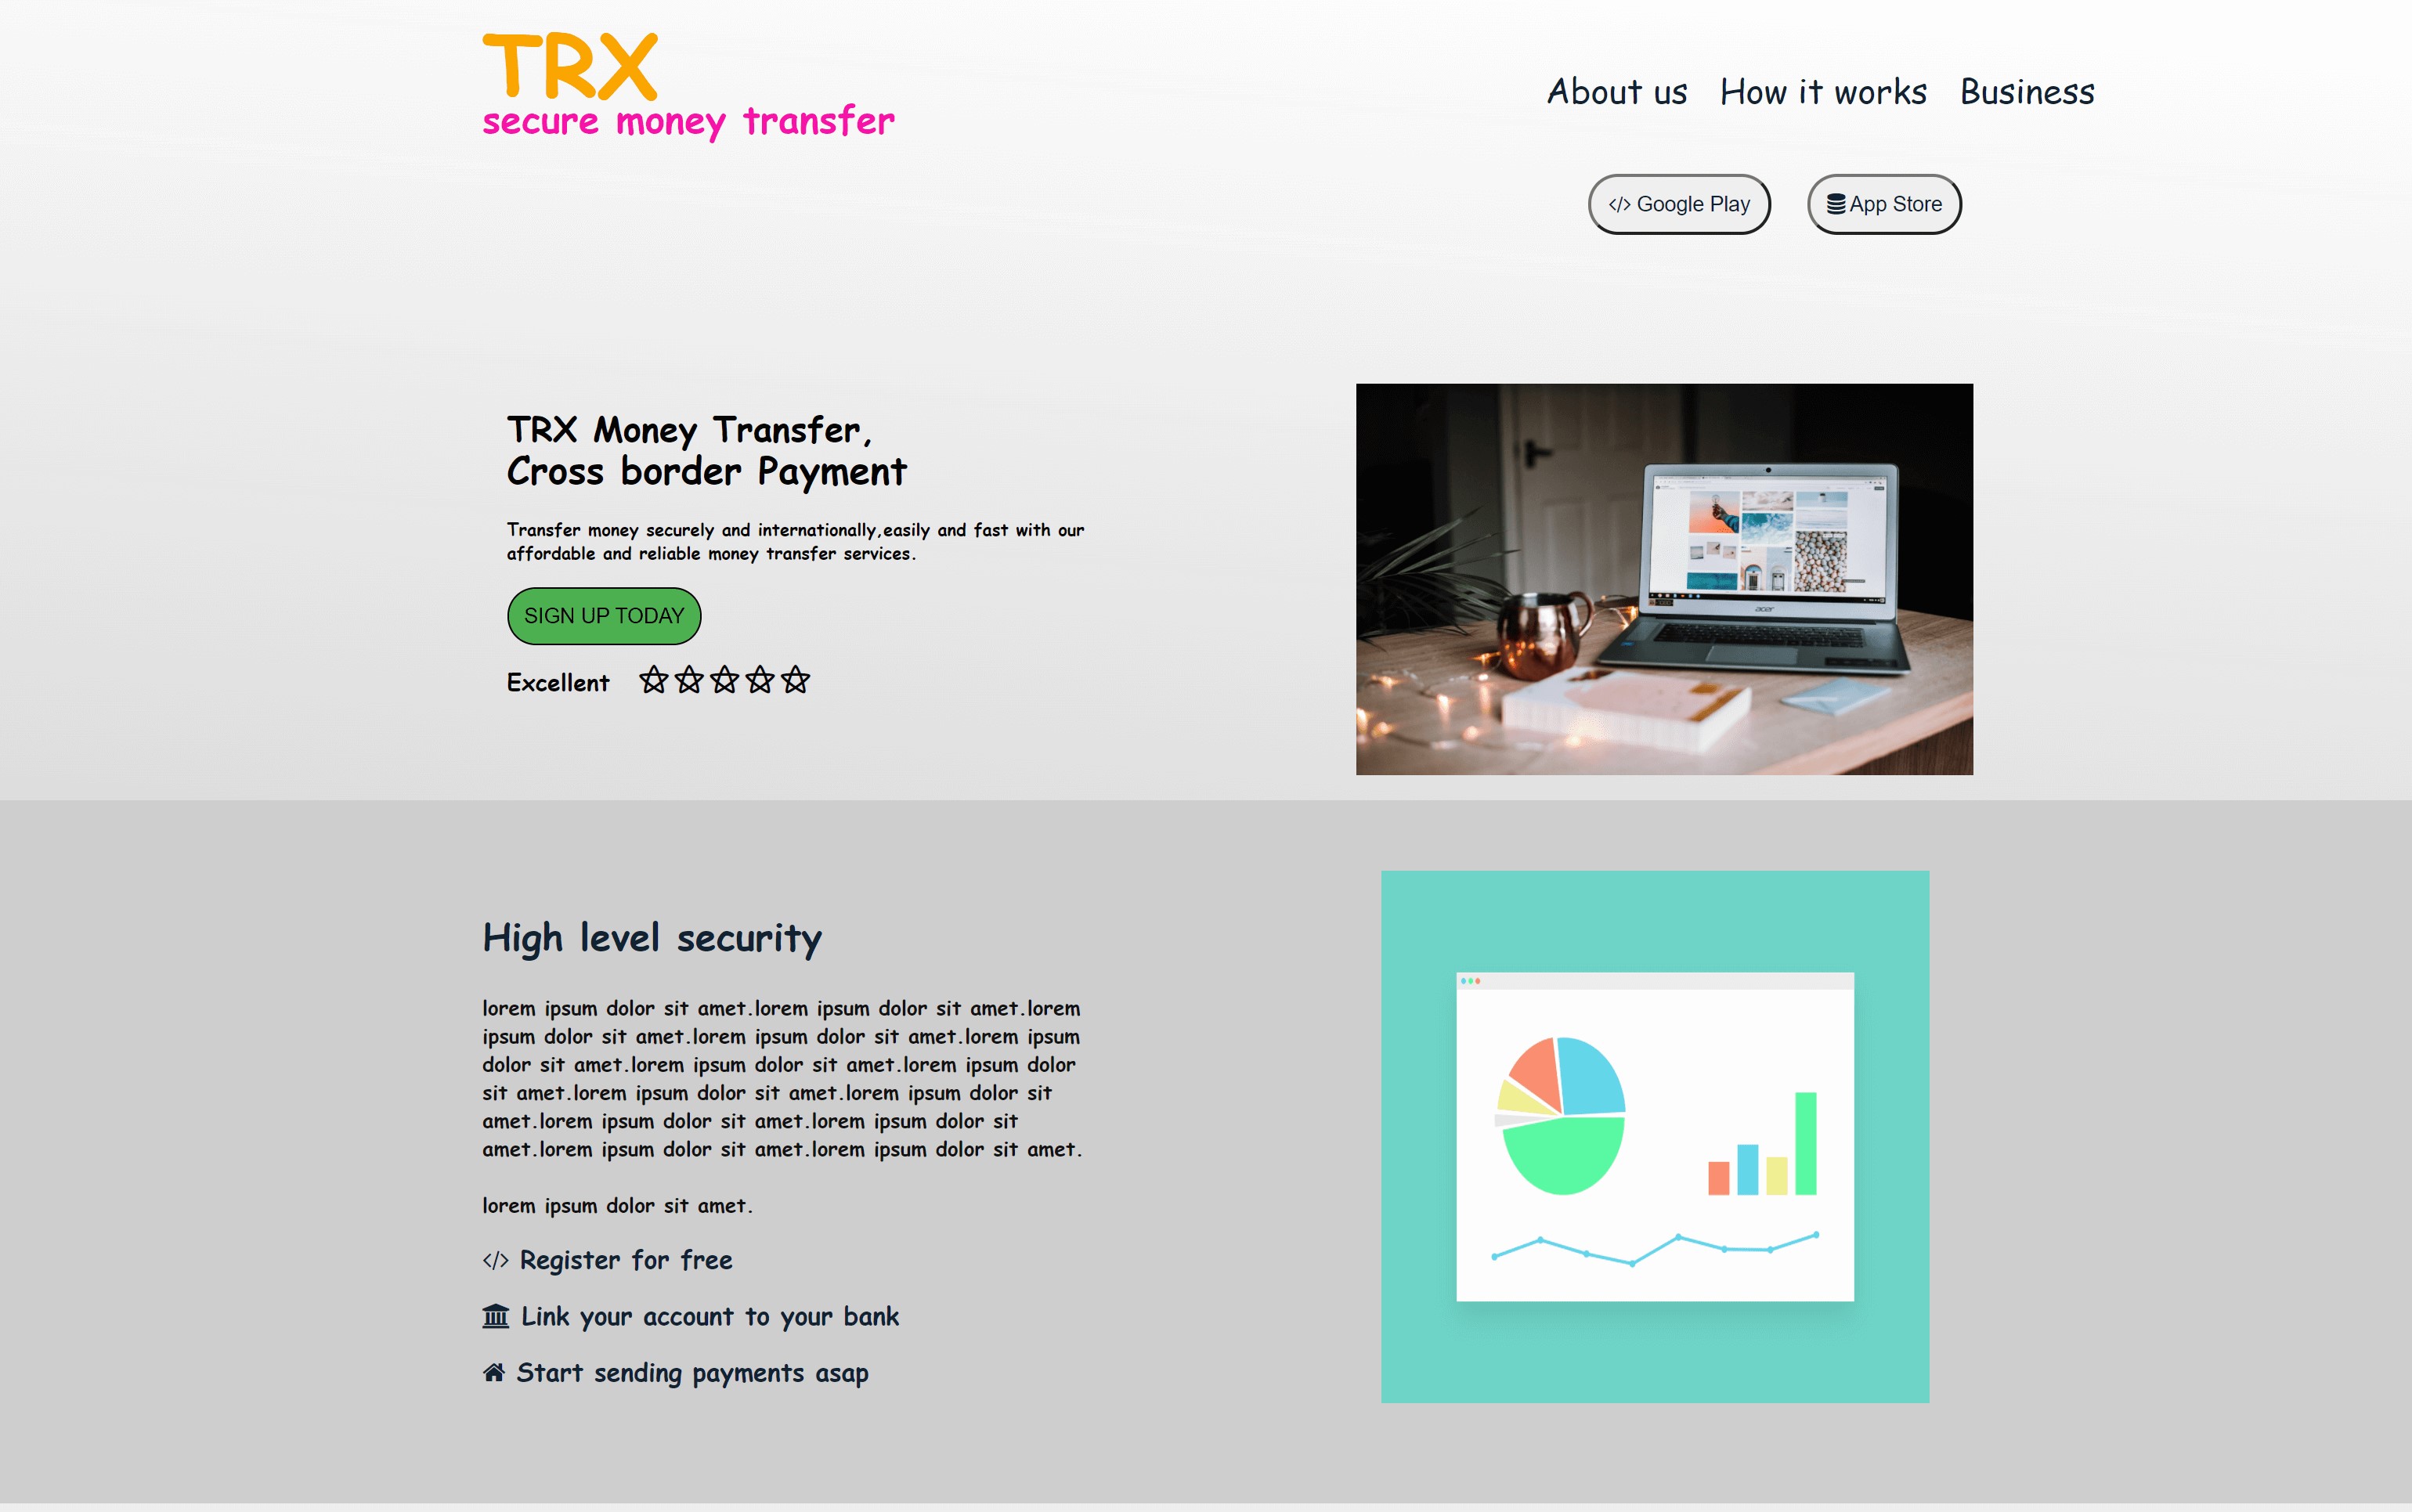 TRX
secure money transfer
About us How it works Business
Google Play App Store
TRX Money Transfer,
Cross border Payment
Transfer money securely and internationally,easily and fast with our
affordable and reliable money transfer services.
SIGN UP TODAY
Excellent
acer
High level security
lorem ipsum dolor sit amet.lorem ipsum dolor sit amet.lorem
ipsum dolor sit amet.lorem ipsum dolor sit amet.lorem ipsum
dolor sit amet.lorem ipsum dolor sit amet.lorem ipsum dolor
sit amet.lorem ipsum dolor sit amet.lorem ipsum dolor sit
amet.lorem ipsum dolor sit amet.lorem ipsum dolor sit
amet.lorem ipsum dolor sit amet.lorem ipsum dolor sit amet.
lorem ipsum dolor sit amet.
Register for free
Link your account to your bank
Start sending payments asap